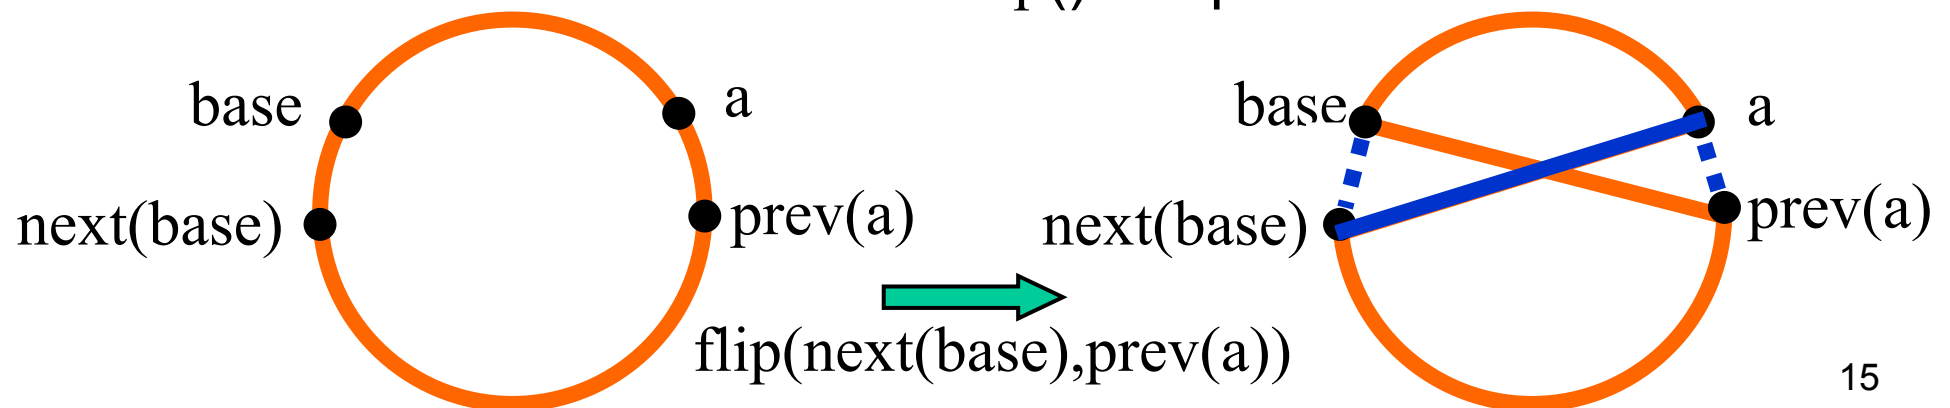 base
a
next(base)
prev(a)
flip(next(base),prev(a))
base
a
next(base)
prev(a)
15